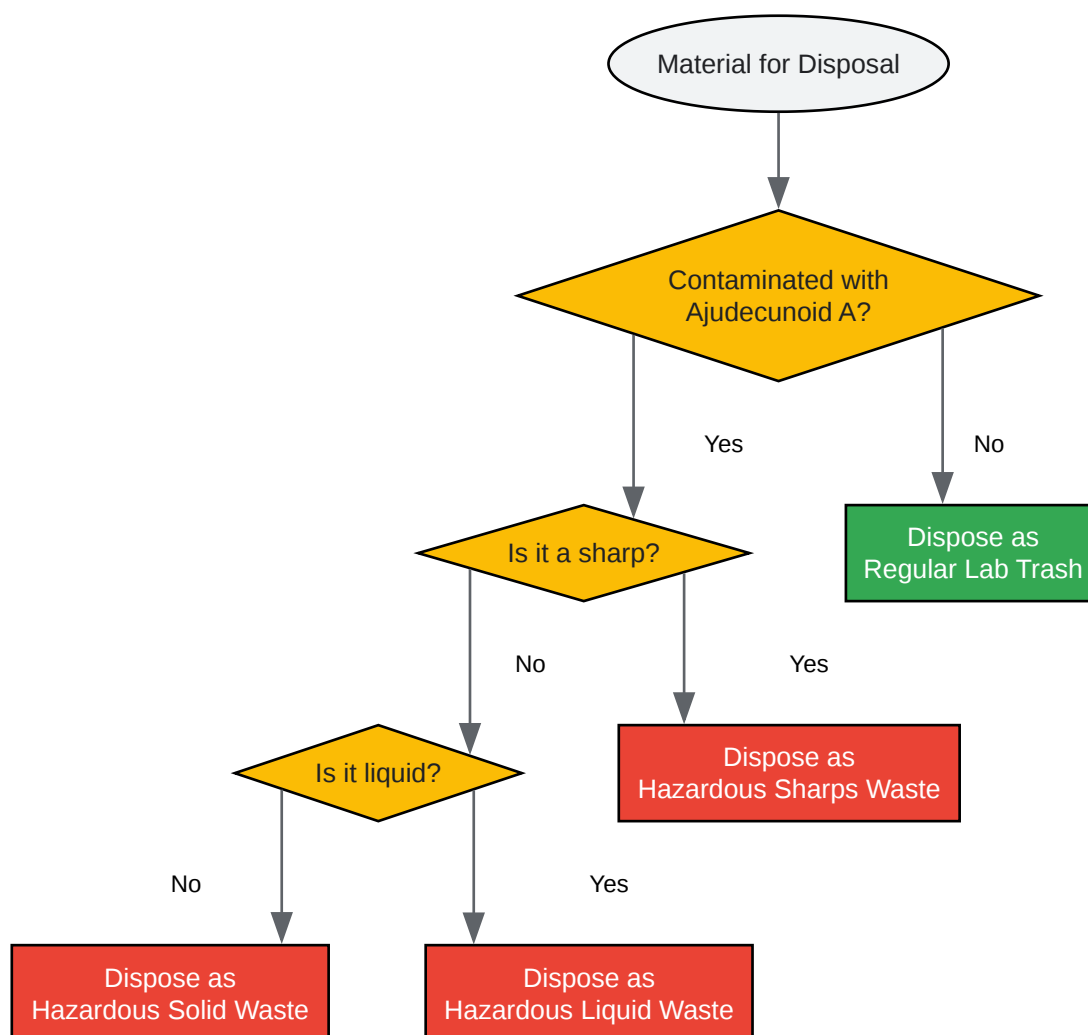 Material for Disposal
Contaminated with
Ajudecunoid A?
Yes
No
Is it a sharp?
Dispose as
Regular Lab Trash
No
Yes
Is it liquid?
Dispose as
Hazardous Sharps Waste
No
Yes
Dispose as
Hazardous Solid Waste
Dispose as
Hazardous Liquid Waste